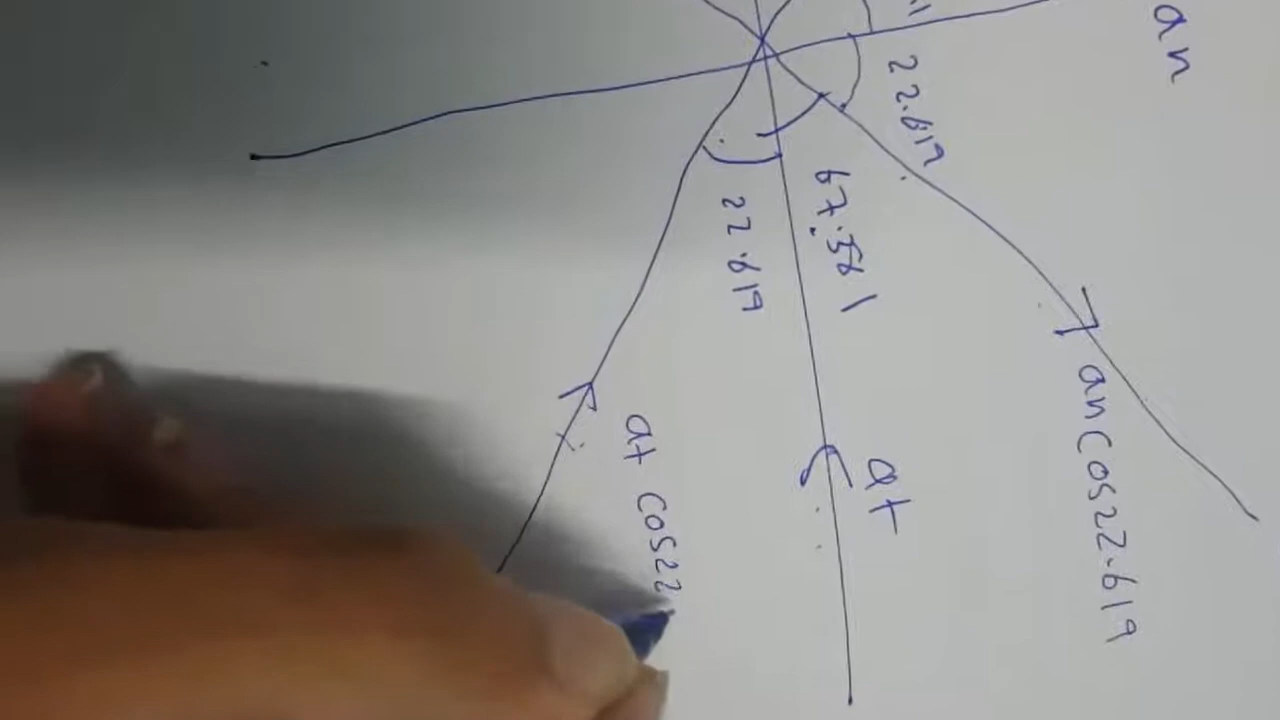 an
22.619
67.381
22.619
an cos22.619
at
at cos22